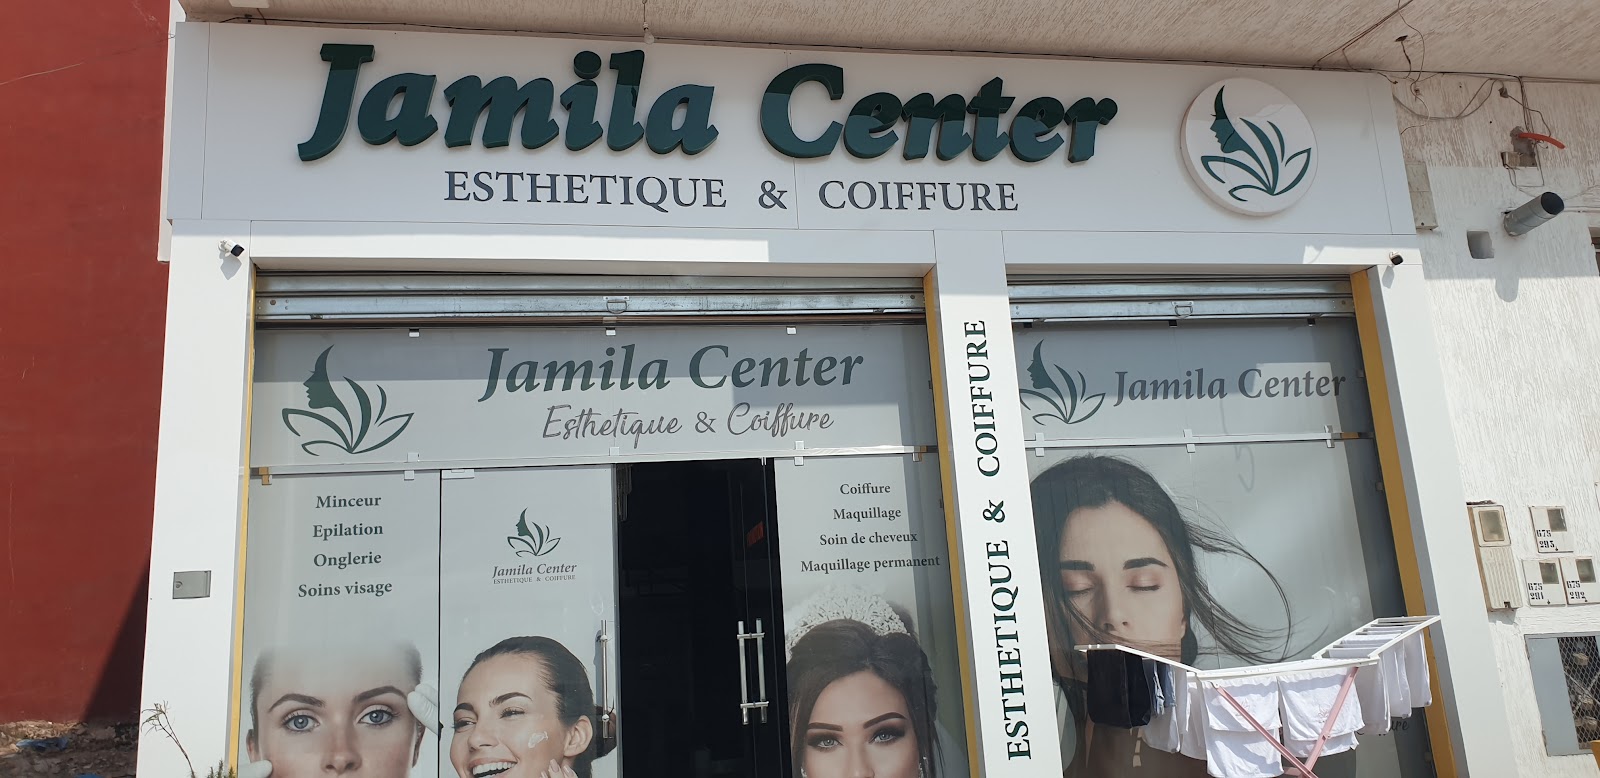 Jamila Center
ESTHETIQUE & COIFFURE
Jamila Center
Esthetique & Coiffure
Minceur
Epilation
Onglerie
Soins visage
Jamila Center
ESTHETIQUE & COIFFURE
Coiffure
Maquillage
Soin de cheveux
Maquillage permanent
ESTHETIQUE & COIFFURE
Jamila Center